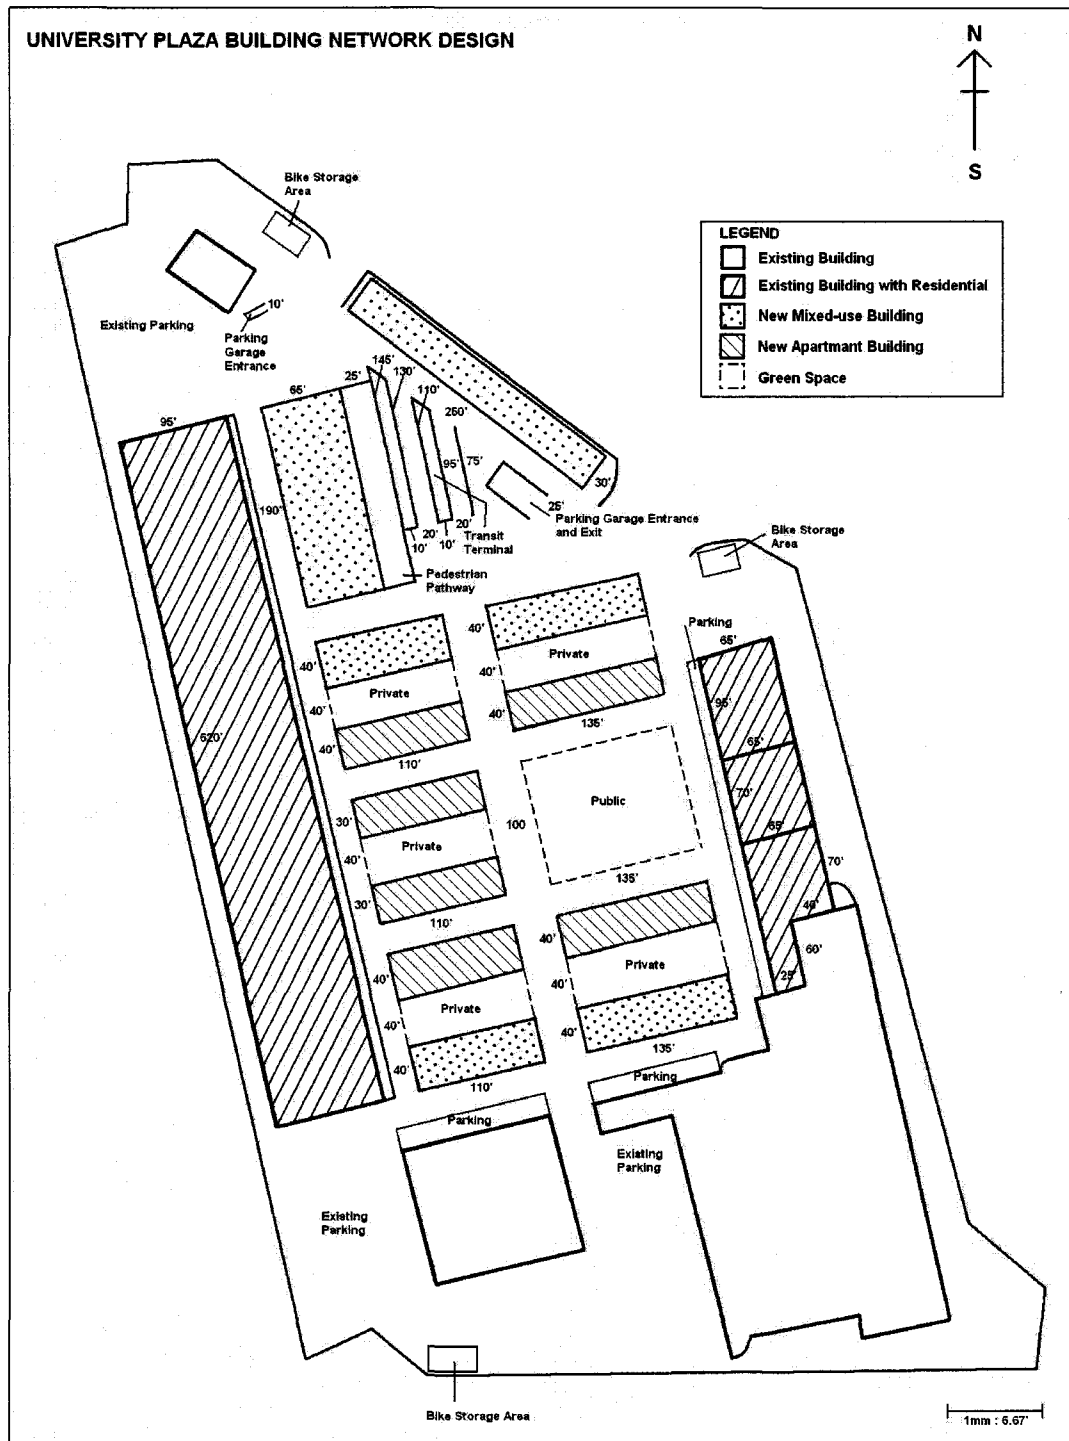 UNIVERSITY PLAZA BUILDING NETWORK DESIGN
N
S
Bike Storage
Area
LEGEND
Existing Building
Existing Building with Residential
New Mixed-use Building
New Apartmant Building
Green Space
10'
Existing Parking
Parking
Garage
Entrance
145'
130'
25'
65'
110'
250'
95'
190'
95'
75'
30'
25'
20'
20'
10'
10'
Transit
Terminal
Parking Garage Entrance
and Exit
Bike Storage
Area
Pedestrian
Pathway
Parking
65'
40'
40'
Private
40'
Private
40'
95'
40'
40'
135'
40'
110'
620'
65'
70'
Public
30'
100
65'
Private
40'
70'
135'
30'
110'
40'
40'
60'
40'
Private
25'
40'
Private
40'
40'
40'
135'
110'
Parking
Parking
Existing
Parking
Existing
Parking
Bike Storage Area
1mm : 6.67'